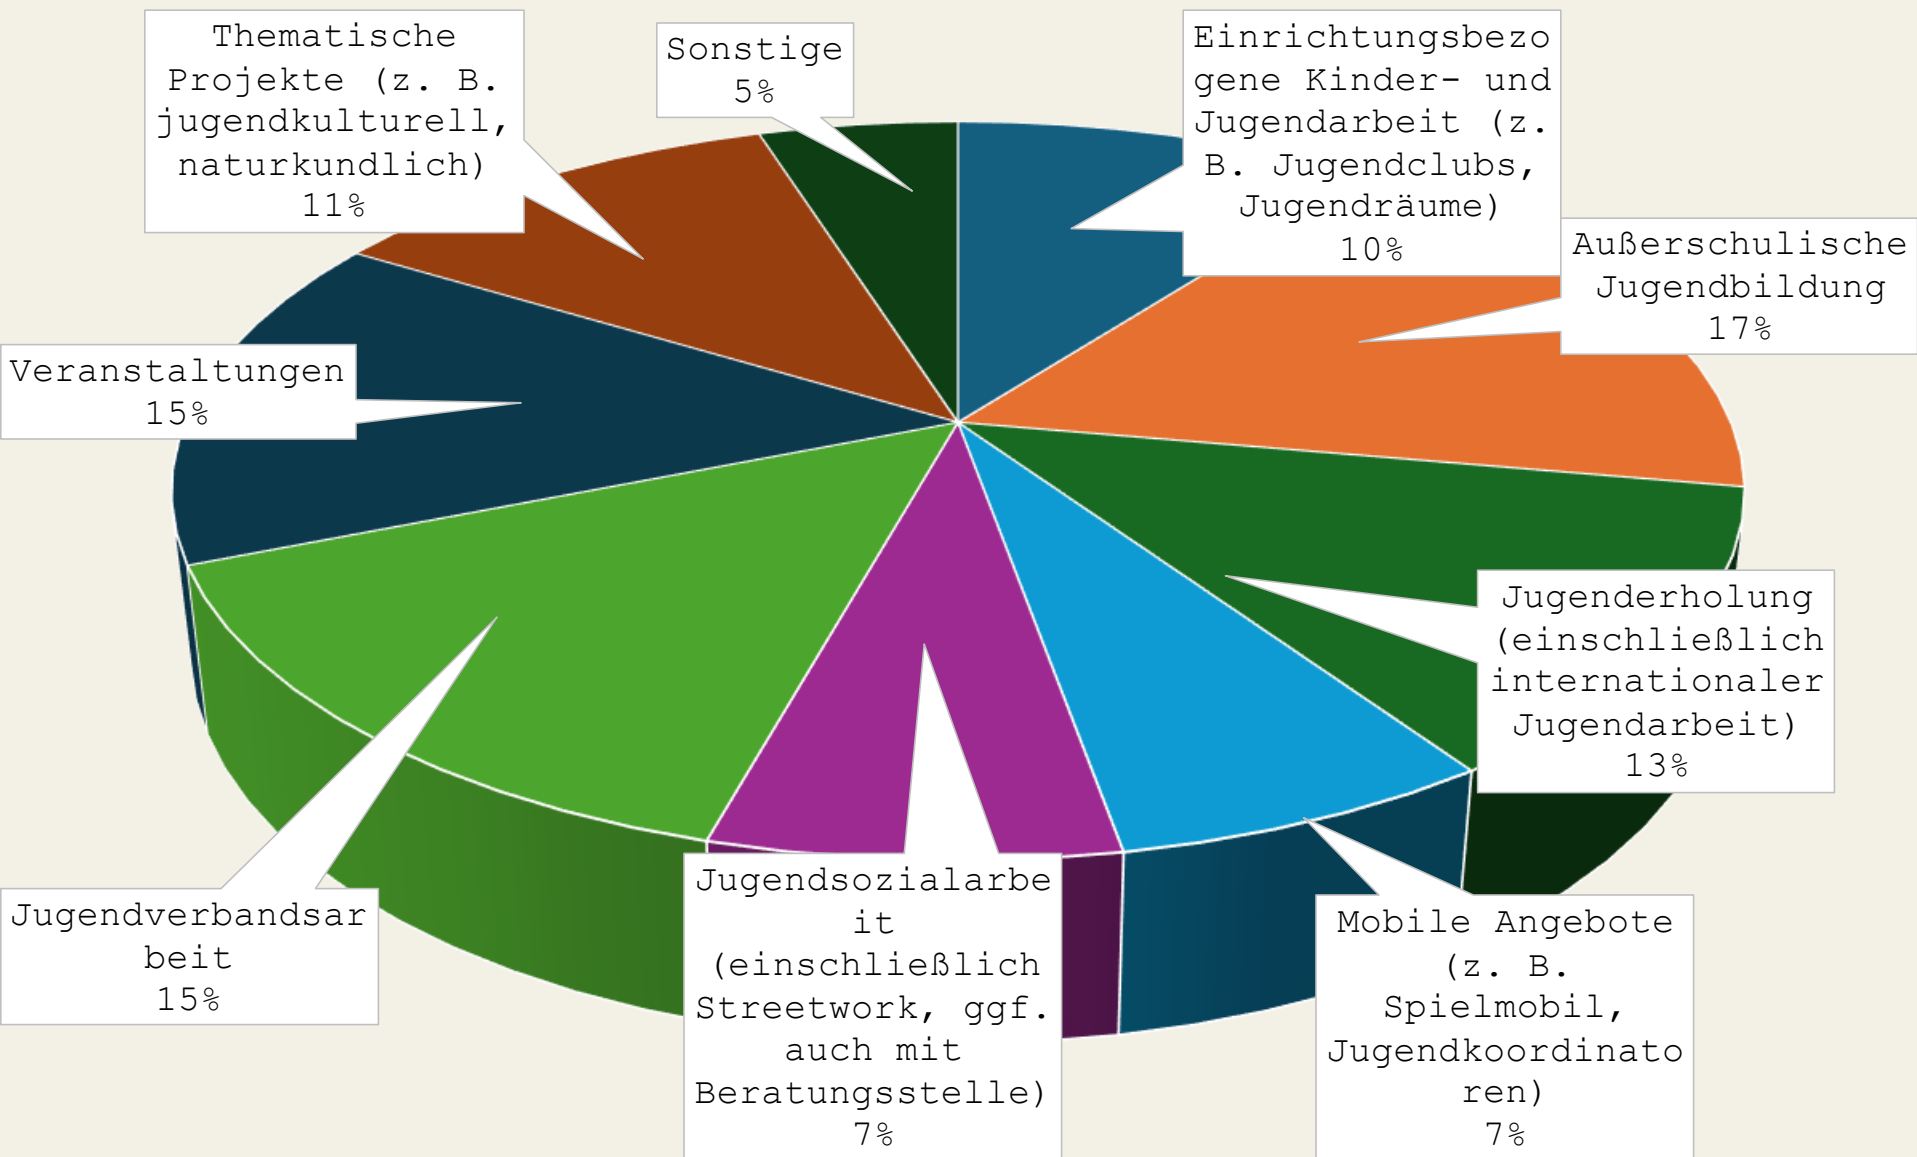 Thematische
Projekte (z. B.
jugendkulturell,
naturkundlich)
11%
Sonstige
5%
Einrichtungsbezo
gene Kinder- und
Jugendarbeit (z.
B. Jugendclubs,
Jugendräume)
10%
Außerschulische
Jugendbildung
17%
Veranstaltungen
15%
Jugenderholung
(einschließlich
internationaler
Jugendarbeit)
13%
Jugendverbandsar
beit
15%
Jugendsozialarbe
it
(einschließlich
Streetwork, ggf.
auch mit
Beratungsstelle)
7%
Mobile Angebote
(z. B.
Spielmobil,
Jugendkoordinato
ren)
7%